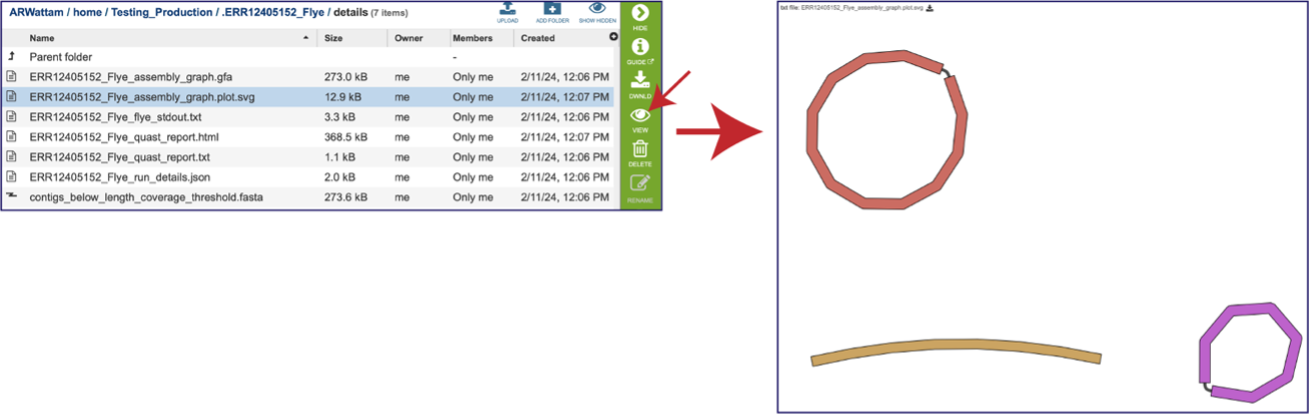 ARWattam / home / Testing_Production / .ERR12405152_Flye / details (7 items)
UPLOAD ADD FOLDER SHOW HIDDEN
HIDE
Name Size Owner Members Created
Parent folder -
GUIDE
ERR12405152_Flye_assembly_graph.gfa 273.0 kB me Only me 2/11/24, 12:06 PM
ERR12405152_Flye_assembly_graph.plot.svg 12.9 kB me Only me 2/11/24, 12:07 PM
DWNLD
ERR12405152_Flye_flye_stdout.txt 3.3 kB me Only me 2/11/24, 12:06 PM
VIEW
ERR12405152_Flye_quast_report.html 368.5 kB me Only me 2/11/24, 12:07 PM
ERR12405152_Flye_quast_report.txt 1.1 kB me Only me 2/11/24, 12:06 PM
DELETE
ERR12405152_Flye_run_details.json 2.0 kB me Only me 2/11/24, 12:06 PM
contigs_below_length_coverage_threshold.fasta 273.6 kB me Only me 2/11/24, 12:06 PM
RENAME
txt file: ERR12405152_Flye_assembly_graph.plot.svg